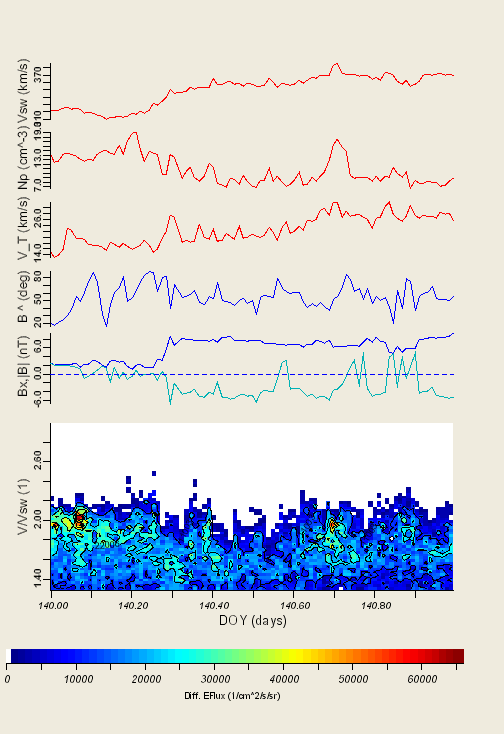 Vsw (km/s)
370
310
Np (cm^-3)
19.0
13.0
7.0
V_T (km/s)
26.0
14.0
B ^ (deg)
80
50
20
Bx,|B| (nT)
6.0
0.0
-6.0
V/Vsw (1)
2.60
2.00
1.40
140.00 140.20 140.40 140.60 140.80
DOY (days)
0 10000 20000 30000 40000 50000 60000
Diff. EFlux (1/cm^2/s/sr)